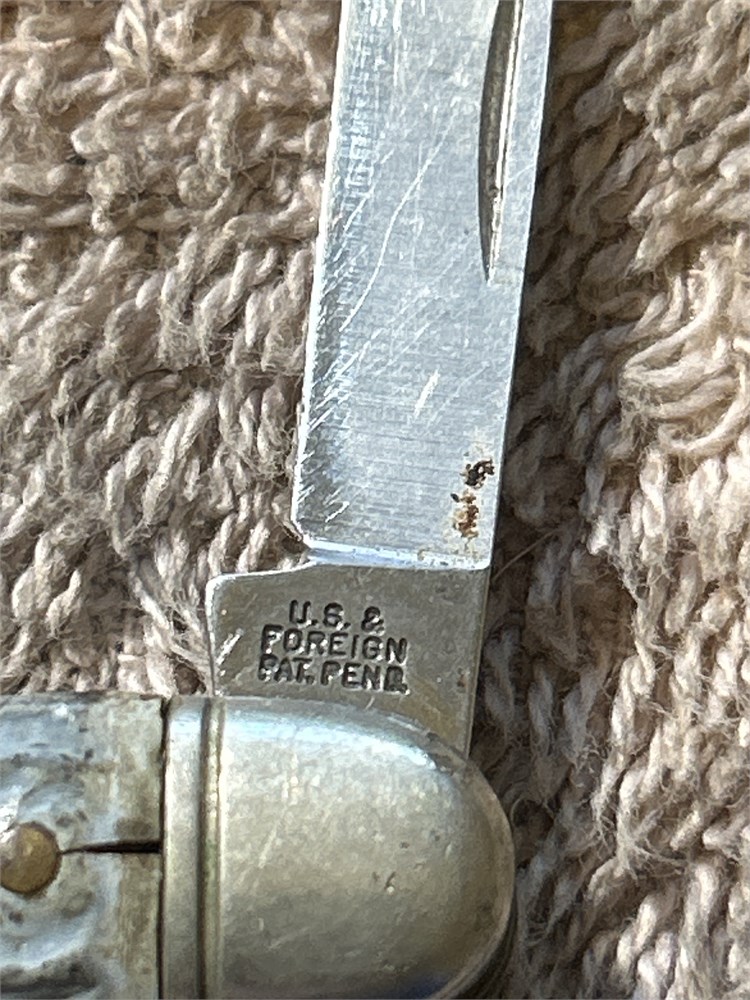 U.S. &
FOREIGN
PAT. PEND.